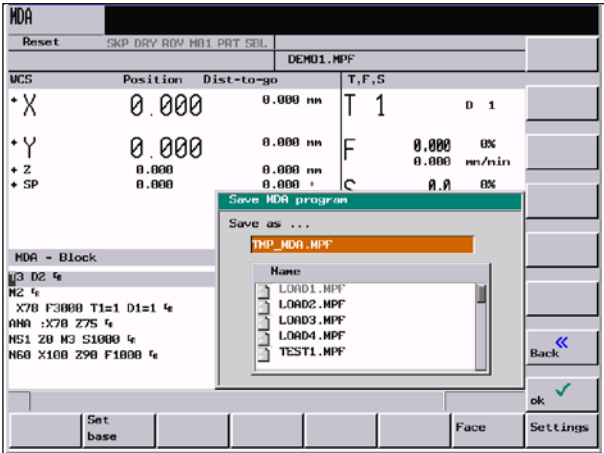 MDA
Reset SKP DRY ROV M01 PRT SBL
DEMO1.MPF
WCS Position Dist-to-go T,F,S
+ X 0.000 0.000 mm T 1 D 1
+ Y 0.000 0.000 mm F 0.000 0%
+ Z 0.000 0.000 mm 0.000 mm/min
+ SP 0.000 0.000 ° 0.0 0%
Save MDA program
Save as ...
TMP_MDA.MPF
Name
LOAD1.MPF
LOAD2.MPF
LOAD3.MPF
LOAD4.MPF
TEST1.MPF
MDA - Block
T3 D2
N2
X78 F3000 T1=1 D1=1
ANA :X78 Z75
N51 Z0 M3 S1000
N60 X100 Z90 F1000
Back
ok
Set base Face Settings